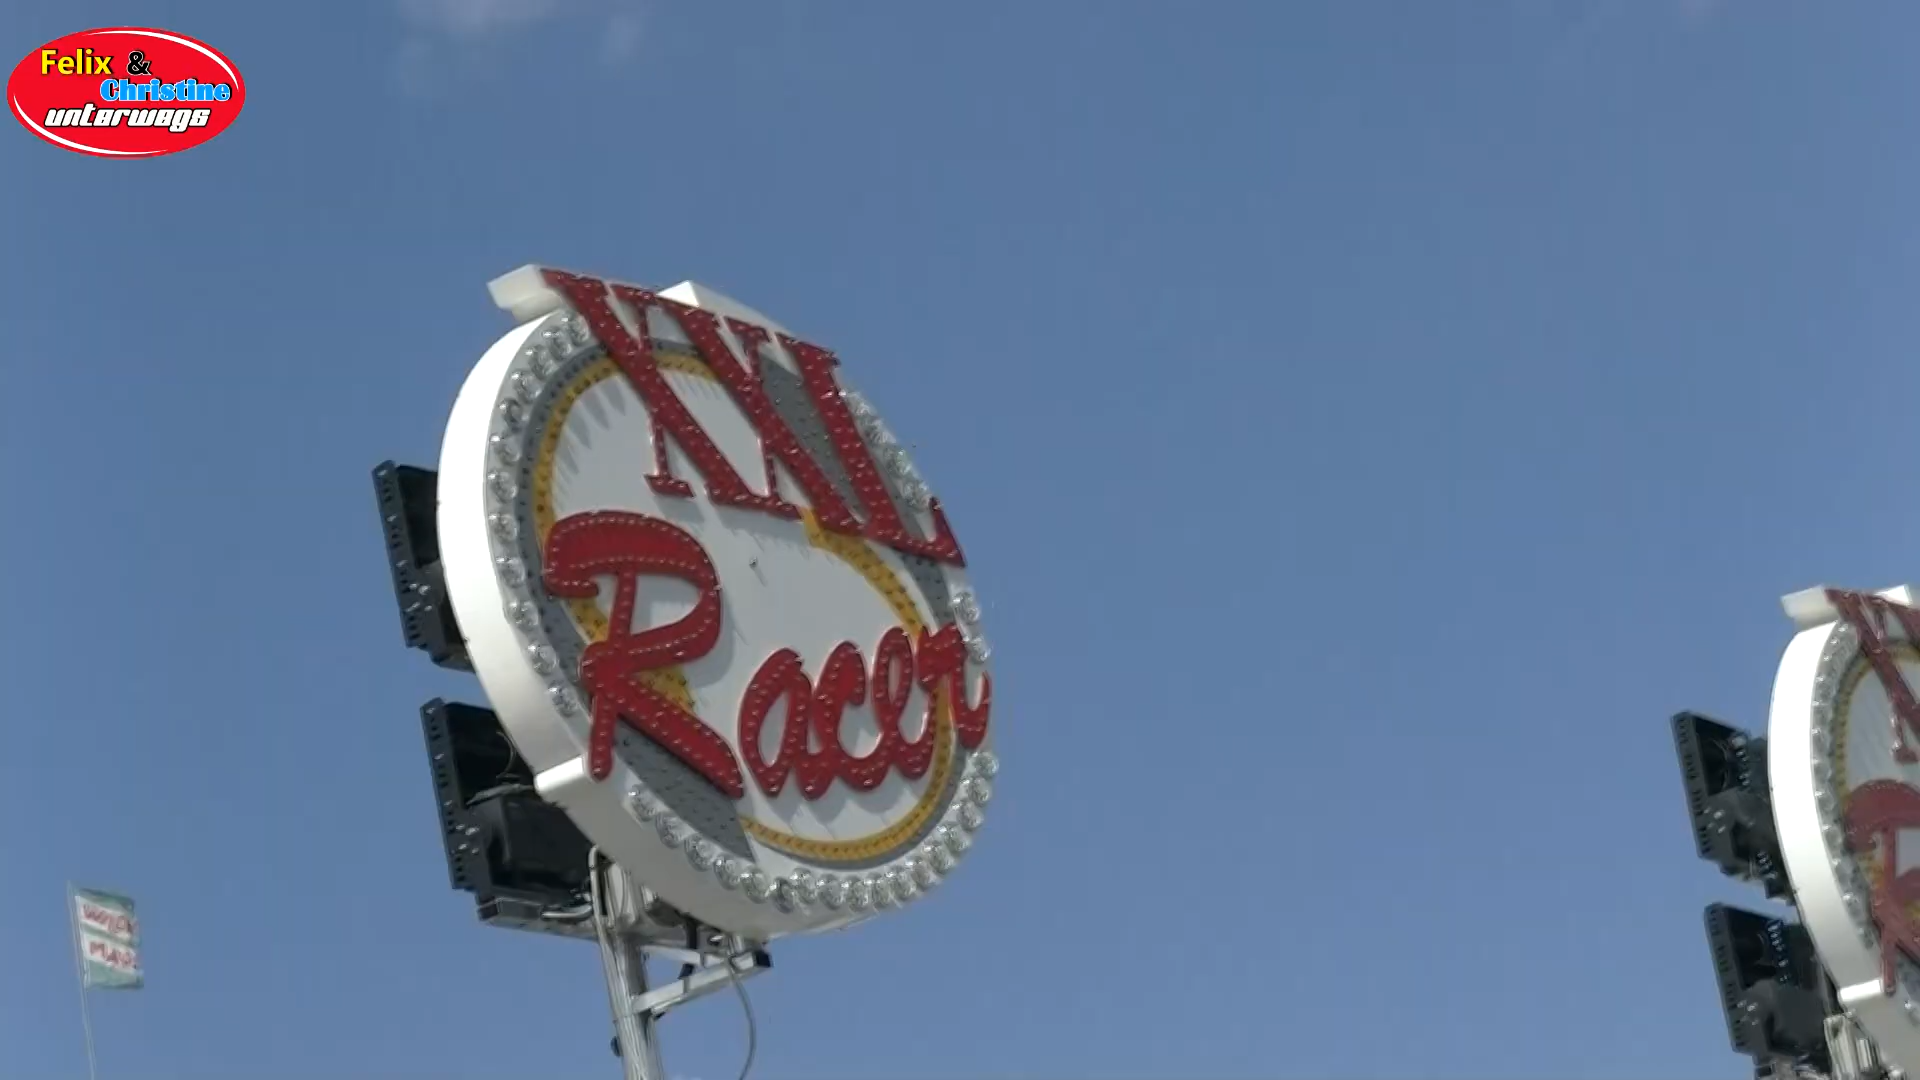 Felix &
Christine
unterwegs
XXL
Racer